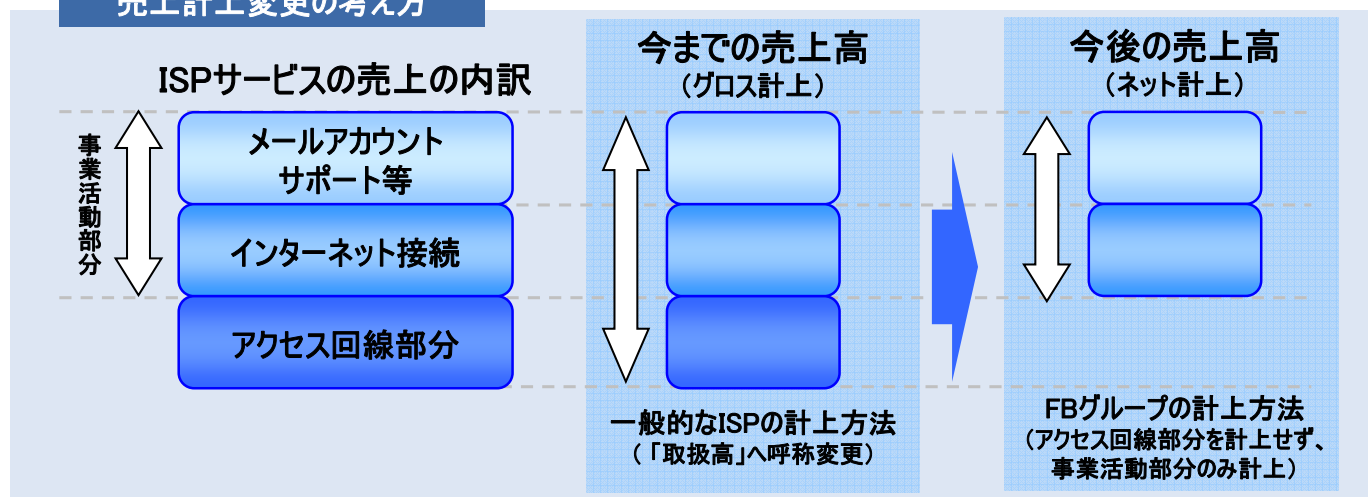 売上計上変更の考え方
ISPサービスの売上の内訳
事業活動部分
メールアカウント
サポート等
インターネット接続
アクセス回線部分
今までの売上高
(グロス計上)
一般的なISPの計上方法
(「取扱高」へ呼称変更)
今後の売上高
(ネット計上)
FBグループの計上方法
(アクセス回線部分を計上せず、
事業活動部分のみ計上)